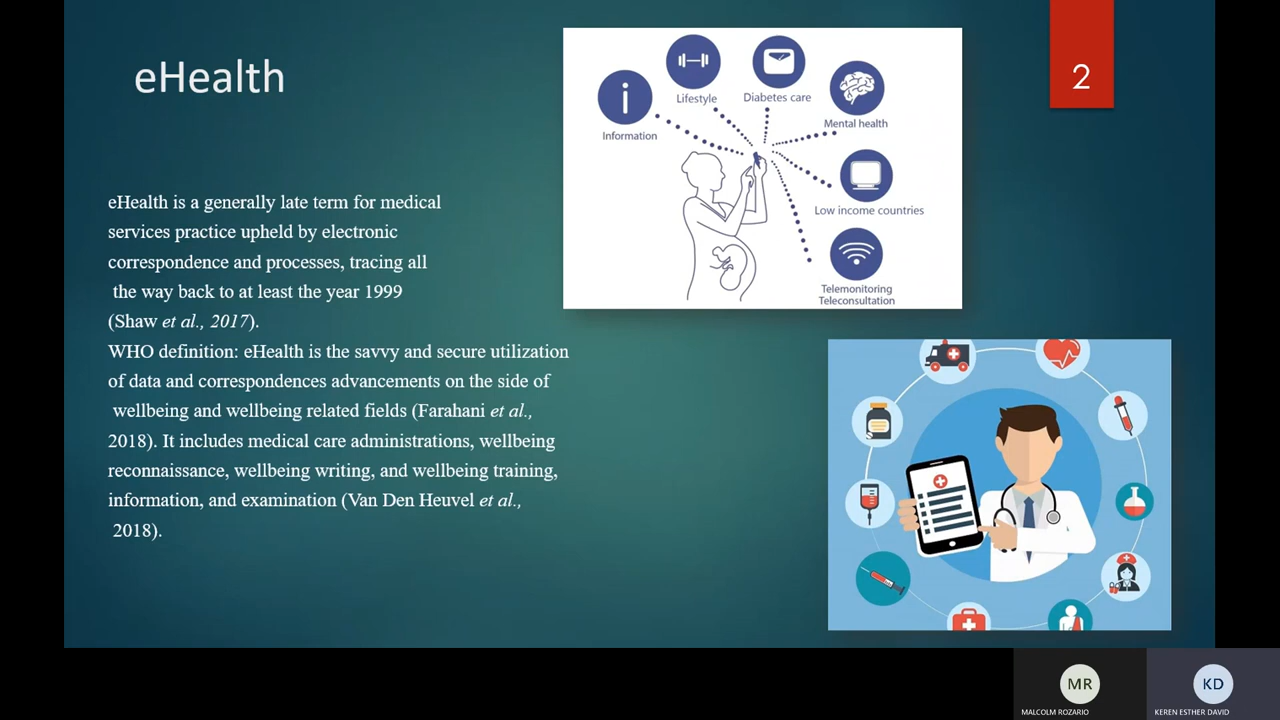 eHealth
2
eHealth is a generally late term for medical
services practice upheld by electronic
correspondence and processes, tracing all
the way back to at least the year 1999
(Shaw et al., 2017).
WHO definition: eHealth is the savvy and secure utilization
of data and correspondences advancements on the side of
wellbeing and wellbeing related fields (Farahani et al.,
2018). It includes medical care administrations, wellbeing
reconnaissance, wellbeing writing, and wellbeing training,
information, and examination (Van Den Heuvel et al.,
2018).
Information
Lifestyle
Diabetes care
Mental health
Low income countries
Telemonitoring
Teleconsultation
MR
MALCOLM ROZARIO
KD
KEREN ESTHER DAVID